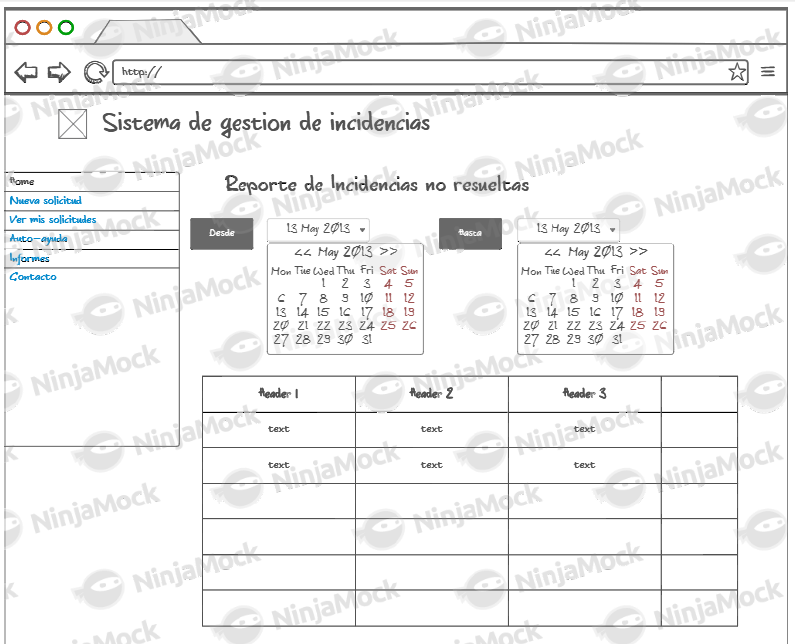 http://
Sistema de gestion de incidencias
Home
Nueva solicitud
Ver mis solicitudes
Auto-ayuda
Informes
Contacto
Reporte de Incidencias no resueltas
Desde
13 May 2013
<< May 2013 >>
Mon Tue Wed Thu Fri Sat Sun
1 2 3 4 5
6 7 8 9 10 11 12
13 14 15 16 17 18 19
20 21 22 23 24 25 26
27 28 29 30 31
Hasta
13 May 2013
<< May 2013 >>
Mon Tue Wed Thu Fri Sat Sun
1 2 3 4 5
6 7 8 9 10 11 12
13 14 15 16 17 18 19
20 21 22 23 24 25 26
27 28 29 30 31
Header 1 Header 2 Header 3
text text text
text text text
NinjaMock